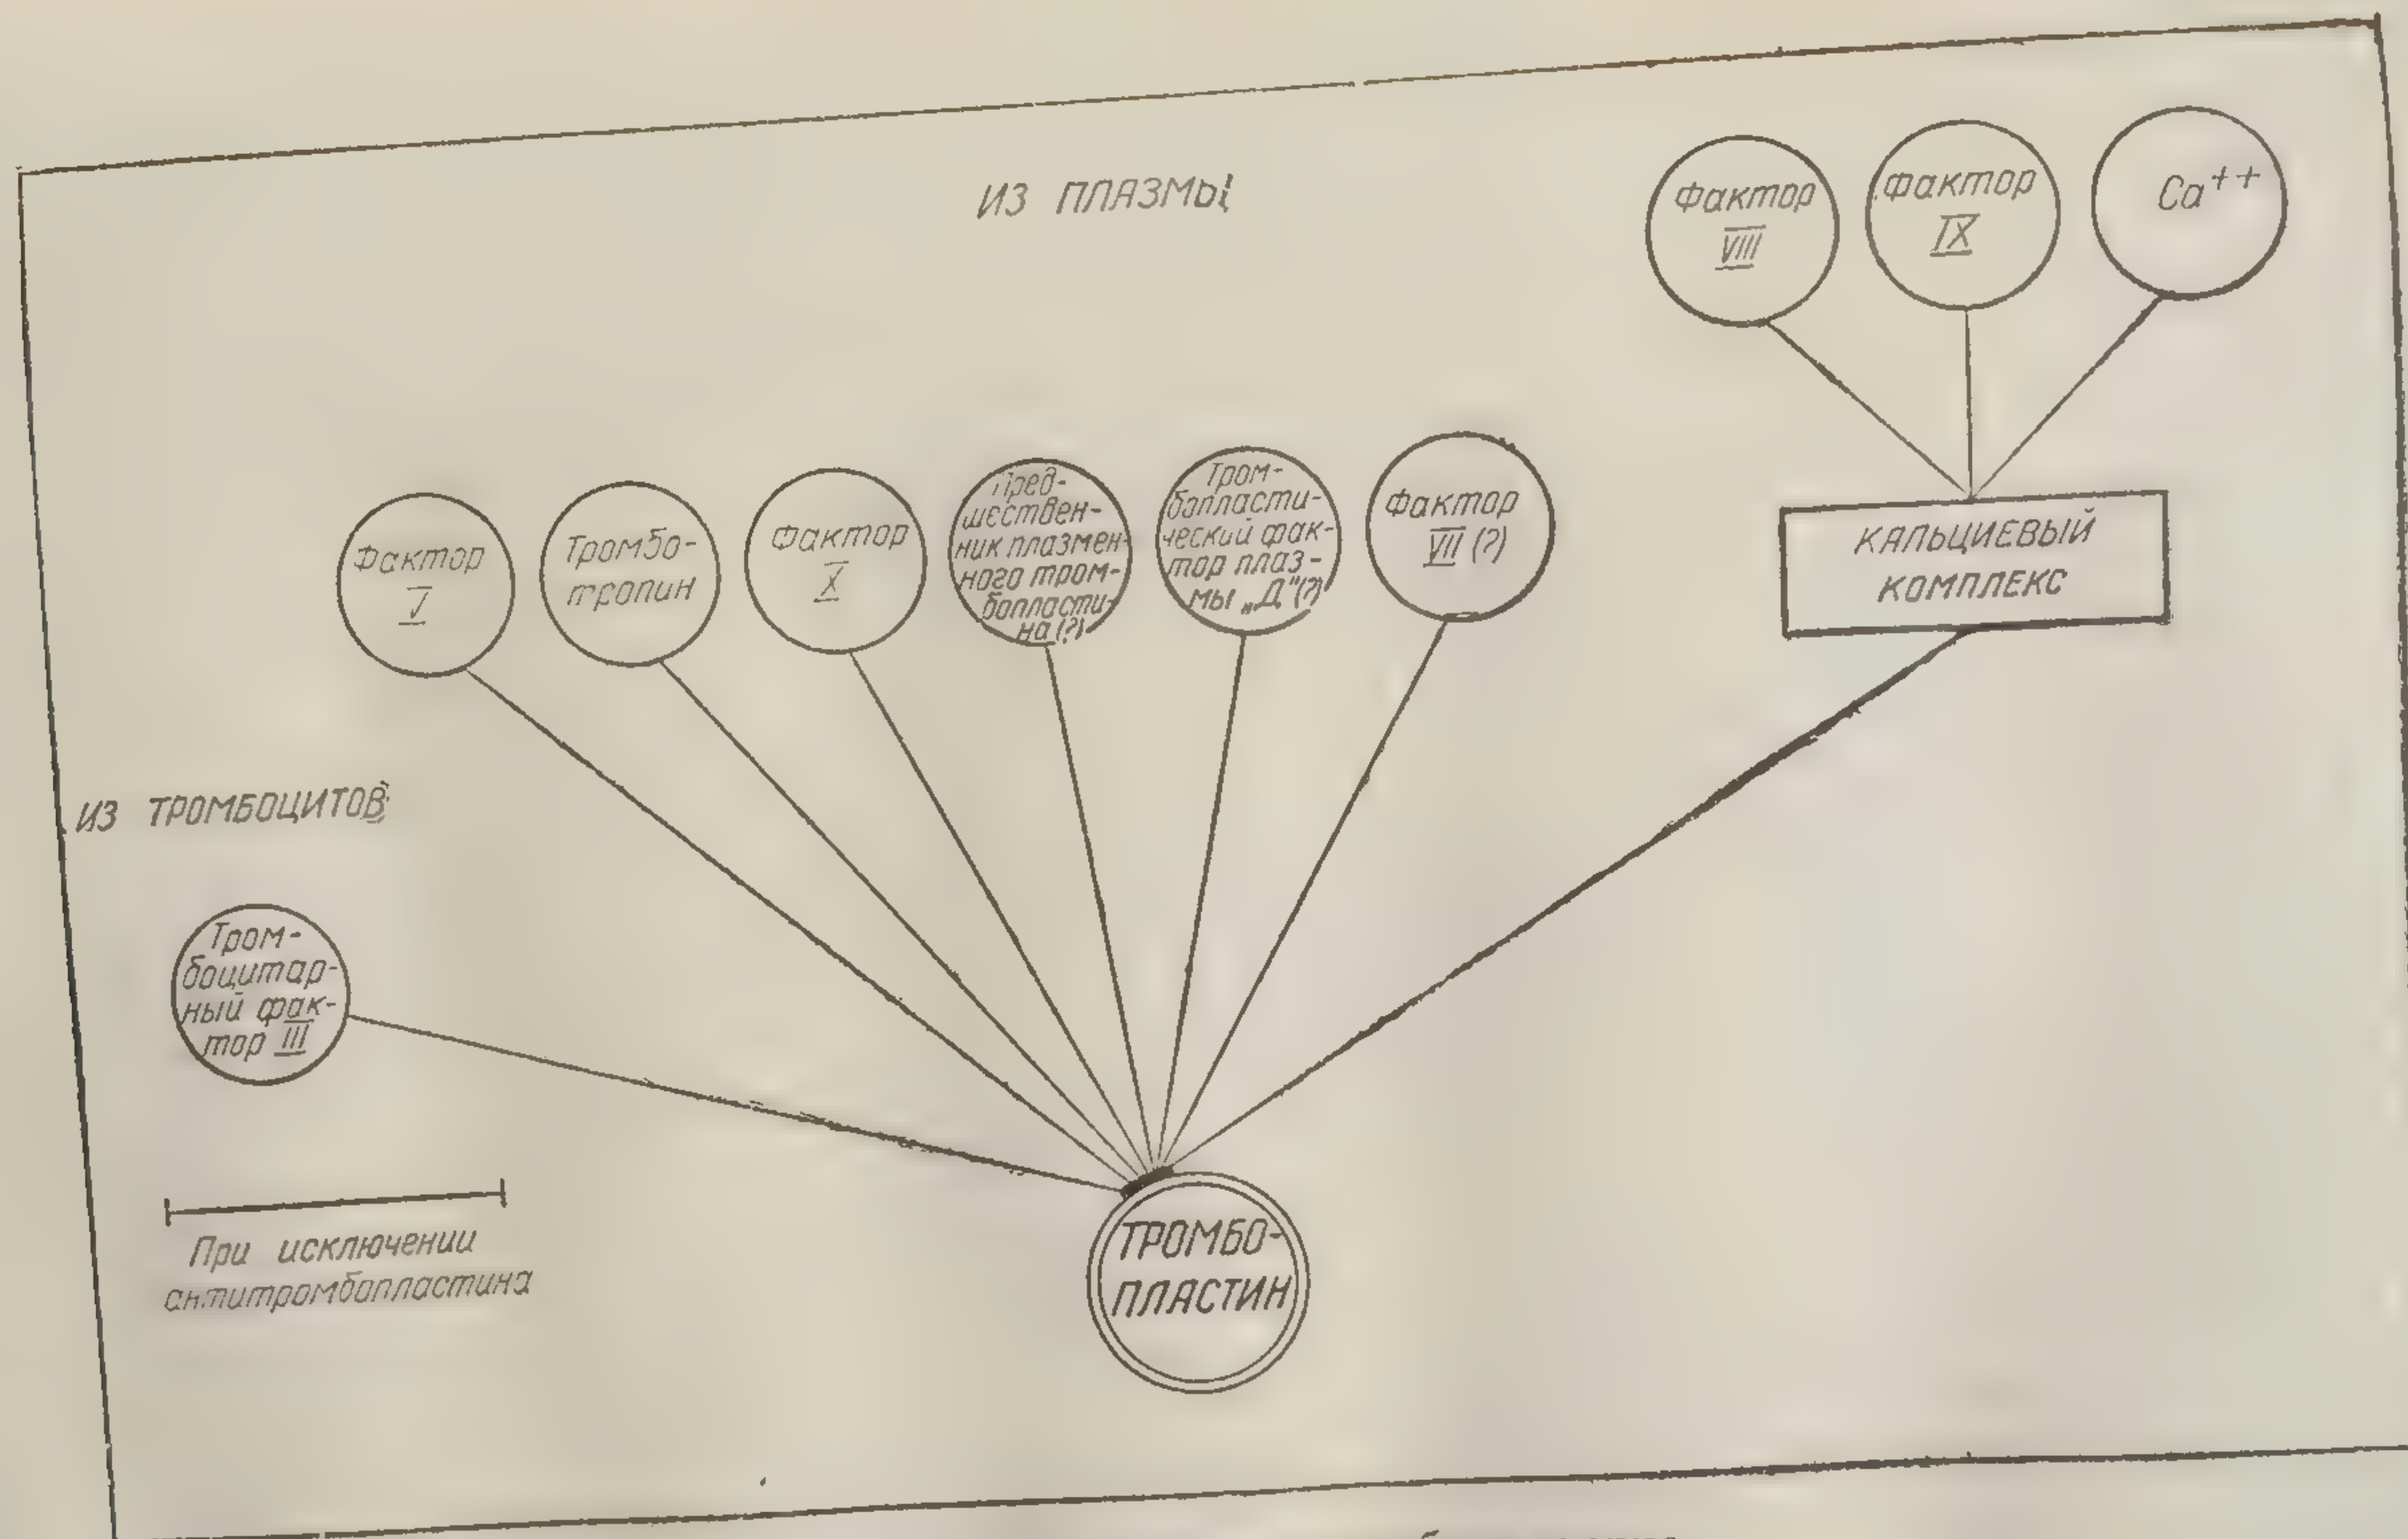 ИЗ ПЛАЗМЫ
Фактор
VIII
Фактор
IX
Ca++
Фактор
V
Тромбо-
тропин
Фактор
X
Пред-
шествен-
ник плазмен-
ного тром-
бопласти-
на (?)
Тром-
бопласти-
ческий фак-
тор плаз-
мы „Д"(?)
Фактор
VII (?)
КАЛЬЦИЕВЫЙ
КОМПЛЕКС
ИЗ ТРОМБОЦИТОВ
Тром-
боцитар-
ный фак-
тор III
При исключении
антитромбопластина
ТРОМБО-
ПЛАСТИН